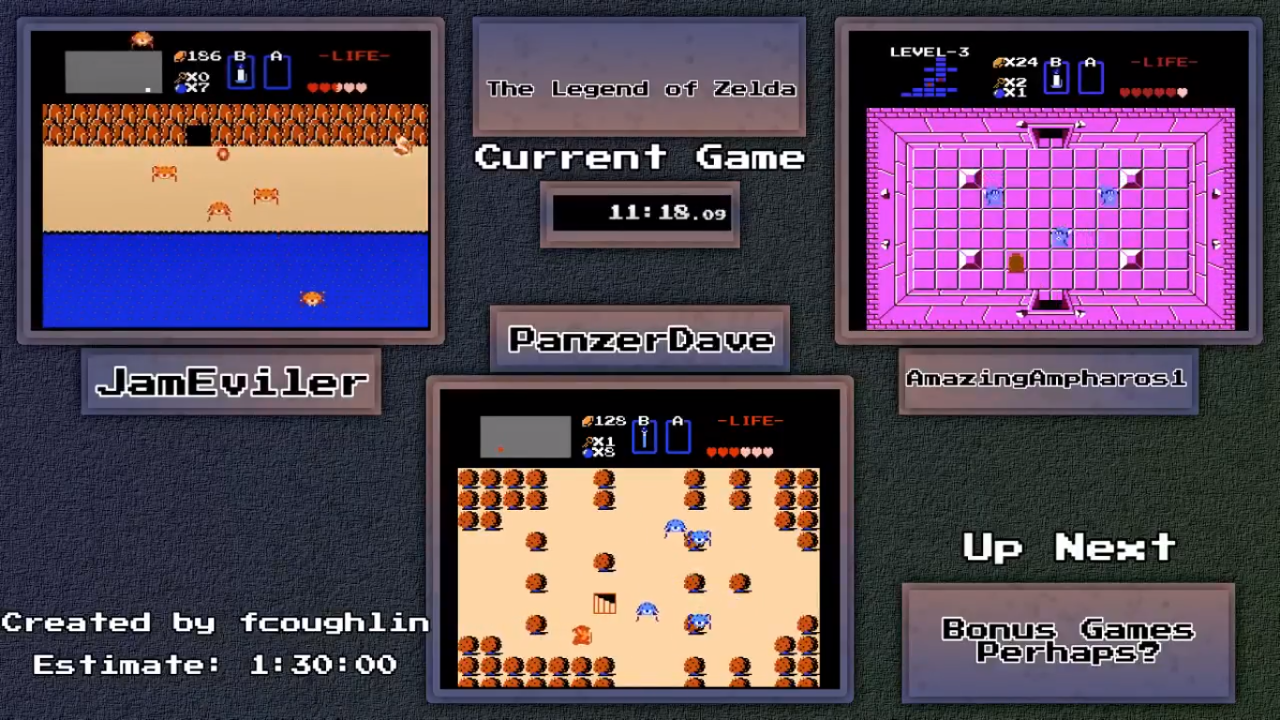 186 B A -LIFE-
X0
X7
The Legend of Zelda
Current Game
11:18.09
LEVEL-3
X24 B A -LIFE-
X2
X1
JamEviler
PanzerDave
AmazingAmpharos1
128 B A -LIFE-
X1
X8
Up Next
Bonus Games
Perhaps?
Created by fcoughlin
Estimate: 1:30:00